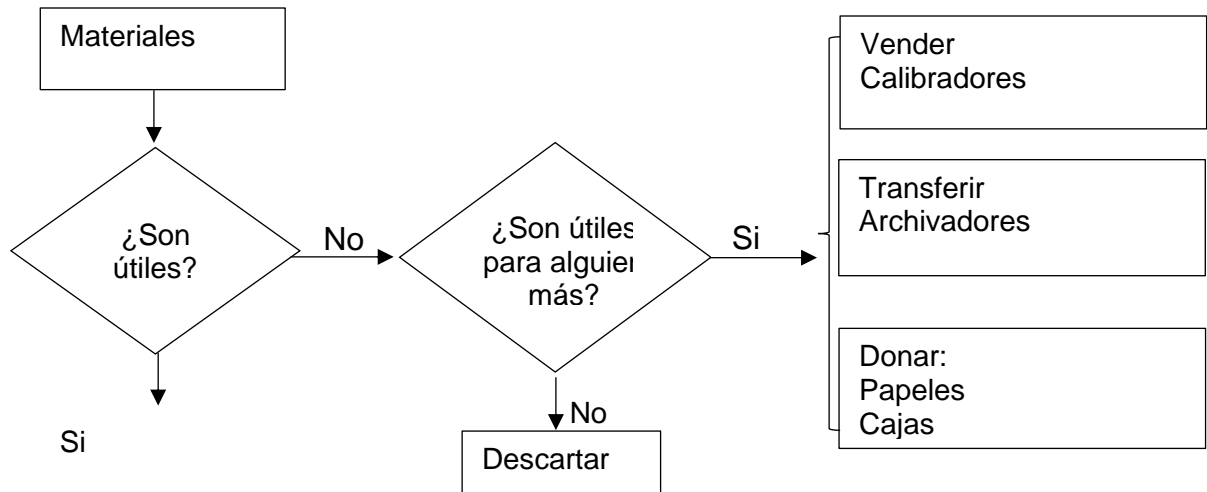 Materiales
¿Son
útiles?
No
Si
¿Son útiles
para alguien
más?
Si
No
Descartar
Vender
Calibradores
Transferir
Archivadores
Donar:
Papeles
Cajas